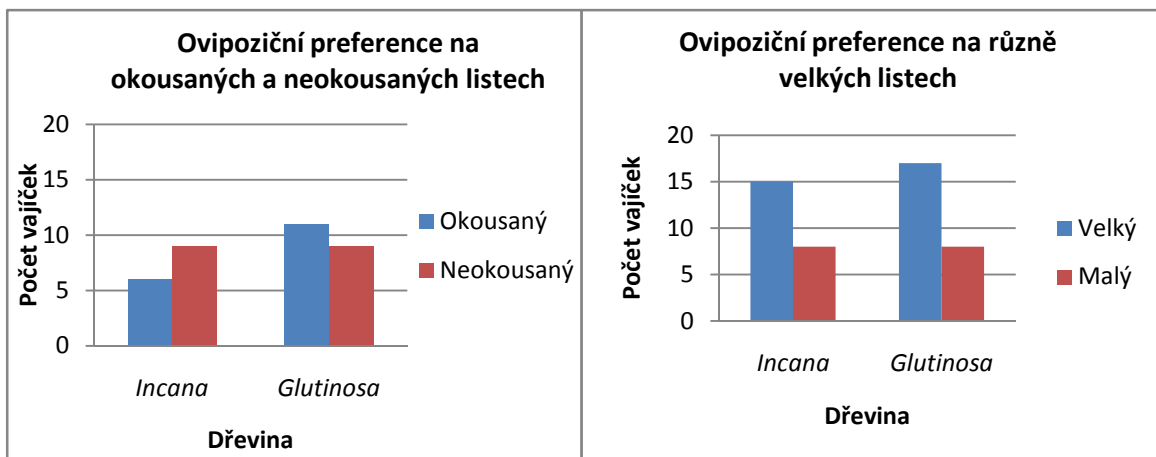 Ovipoziční preference na
okousaných a neokousaných listech
Počet vajíček
20
15
10
5
0
Incana
Glutinosa
Dřevina
Okousaný
Neokousaný
Ovipoziční preference na různě
velkých listech
Počet vajíček
20
15
10
5
0
Incana
Glutinosa
Dřevina
Velký
Malý